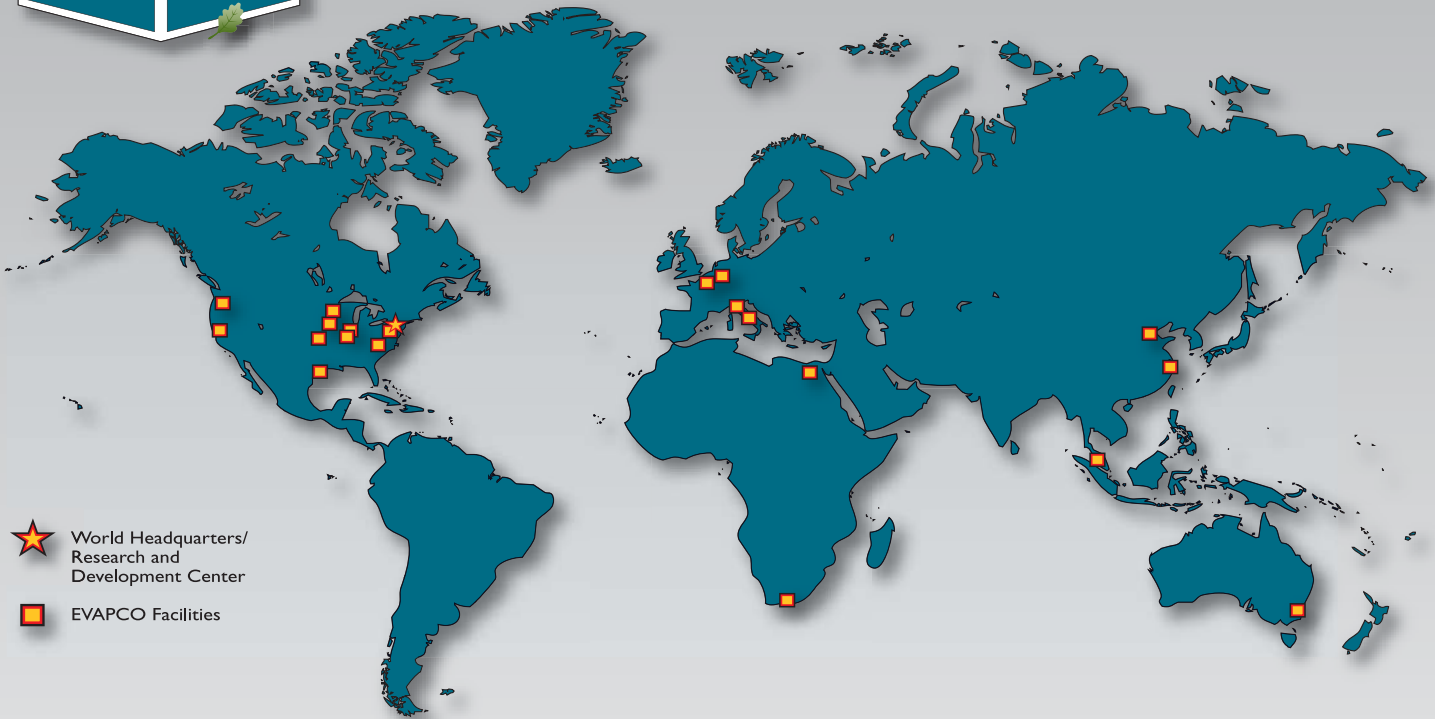 World Headquarters/
Research and
Development Center
EVAPCO Facilities